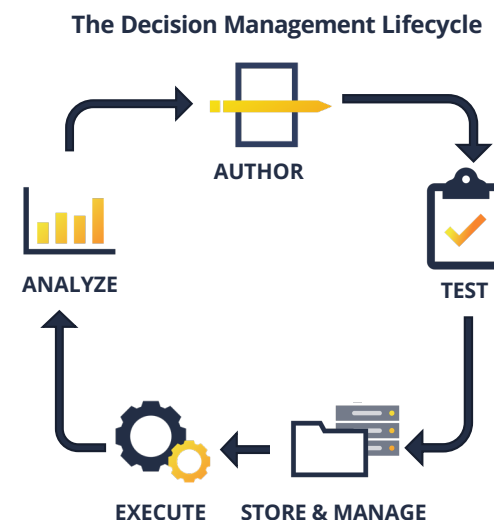 The Decision Management Lifecycle
AUTHOR
TEST
ANALYZE
EXECUTE
STORE & MANAGE